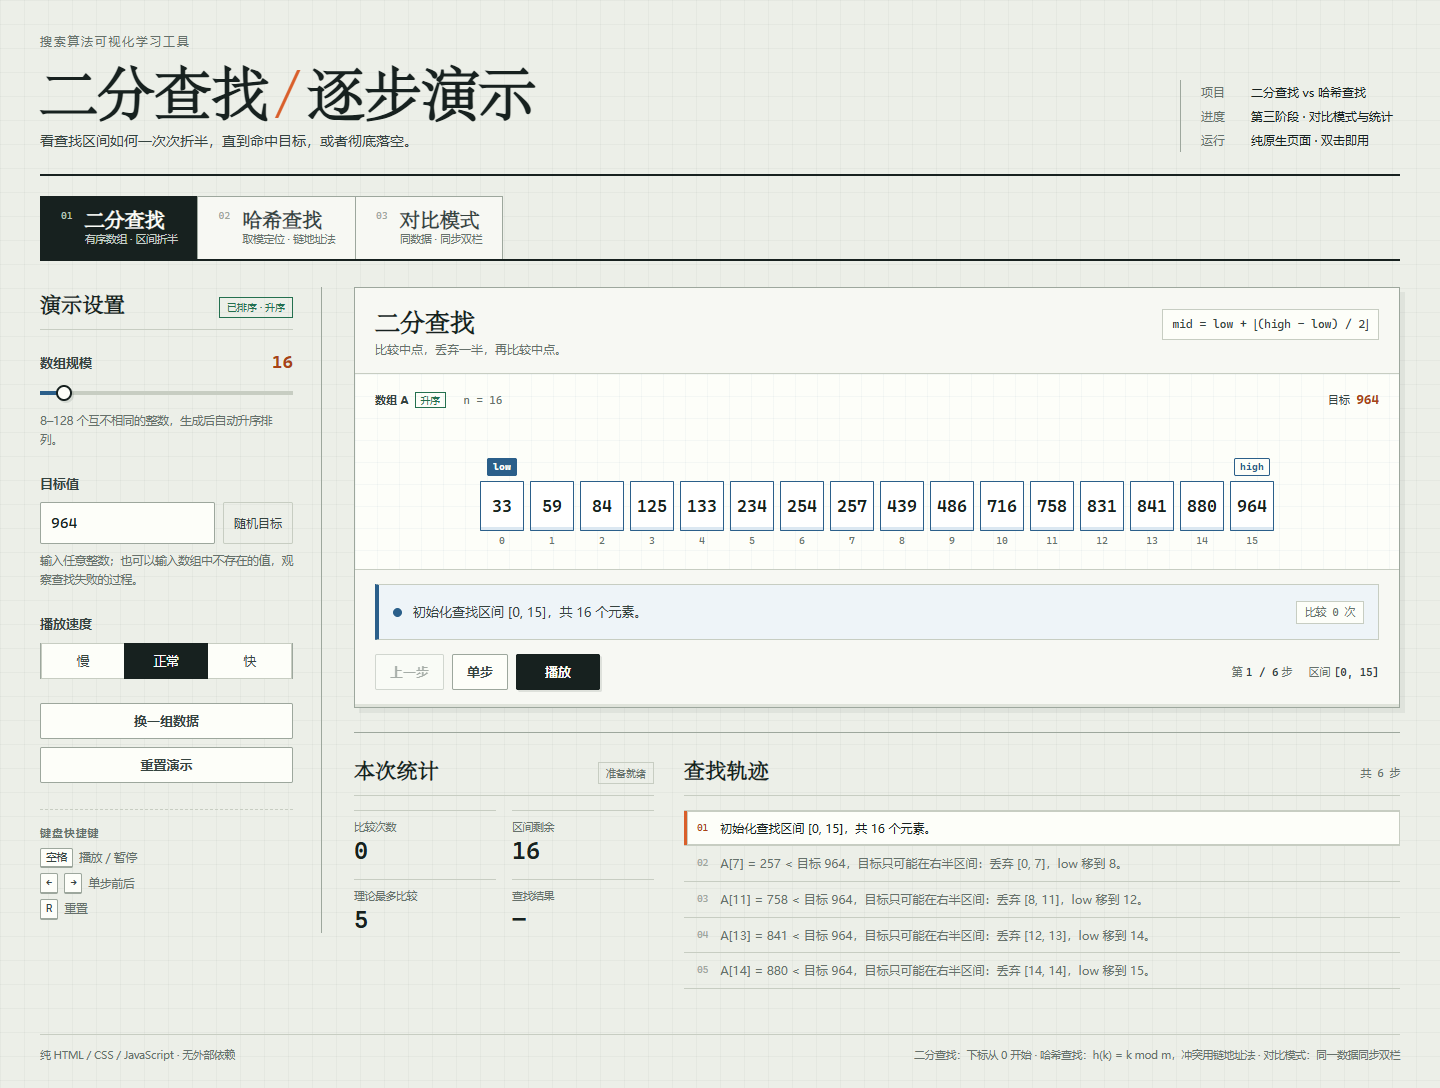 搜索算法可视化学习工具
二分查找 / 逐步演示
看查找区间如何一次次折半，直到命中目标，或者彻底落空。
项目 二分查找 vs 哈希查找
进度 第三阶段 · 对比模式与统计
运行 纯原生页面 · 双击即用
01 二分查找
有序数组 · 区间折半
02 哈希查找
取模定位 · 链地址法
03 对比模式
同数据 · 同步双栏
演示设置 已排序 · 升序
数组规模 16
8–128 个互不相同的整数，生成后自动升序排
列。
目标值
964 随机目标
输入任意整数；也可以输入数组中不存在的值，观
察查找失败的过程。
播放速度
慢 正常 快
换一组数据
重置演示
键盘快捷键
空格 播放 / 暂停
← → 单步前后
R 重置
二分查找
比较中点，丢弃一半，再比较中点。
mid = low + ⌊(high − low) / 2⌋
数组 A 升序 n = 16
目标 964
low high
33 59 84 125 133 234 254 257 439 486 716 758 831 841 880 964
0 1 2 3 4 5 6 7 8 9 10 11 12 13 14 15
初始化查找区间 [0, 15]，共 16 个元素。
比较 0 次
上一步 单步 播放
第 1 / 6 步 区间 [0, 15]
本次统计 准备就绪
比较次数 区间剩余
0 16
理论最多比较 查找结果
5 —
查找轨迹 共 6 步
01 初始化查找区间 [0, 15]，共 16 个元素。
02 A[7] = 257 < 目标 964，目标只可能在右半区间：丢弃 [0, 7]，low 移到 8。
03 A[11] = 758 < 目标 964，目标只可能在右半区间：丢弃 [8, 11]，low 移到 12。
04 A[13] = 841 < 目标 964，目标只可能在右半区间：丢弃 [12, 13]，low 移到 14。
05 A[14] = 880 < 目标 964，目标只可能在右半区间：丢弃 [14, 14]，low 移到 15。
纯 HTML / CSS / JavaScript · 无外部依赖
二分查找：下标从 0 开始 · 哈希查找：h(k) = k mod m，冲突用链地址法 · 对比模式：同一数据同步双栏